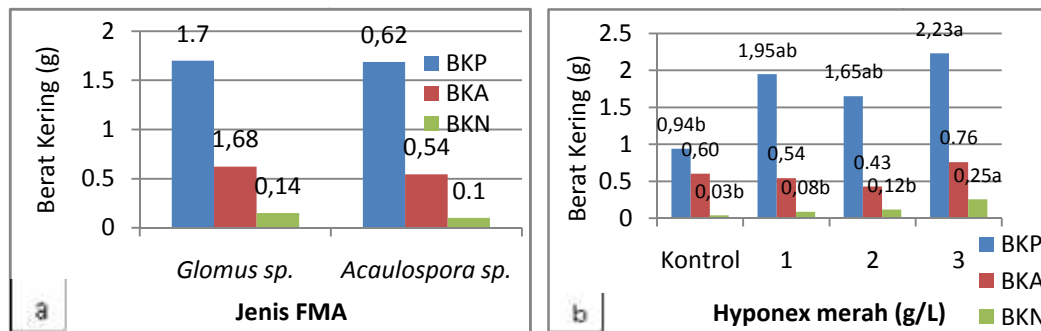 Berat Kering (g)
2
1.5
1
0.5
0
1.7
1,68
0,14
0,62
0,54
0.1
BKP
BKA
BKN
Glomus sp.
Acaulospora sp.
Jenis FMA
a
Berat Kering (g)
2.5
2
1.5
1
0.5
0
0,94b
0,60
0,03b
1,95ab
0,54
0,08b
1,65ab
0.43
0,12b
2,23a
0.76
0,25a
Kontrol
1
2
3
BKP
BKA
BKN
Hyponex merah (g/L)
b